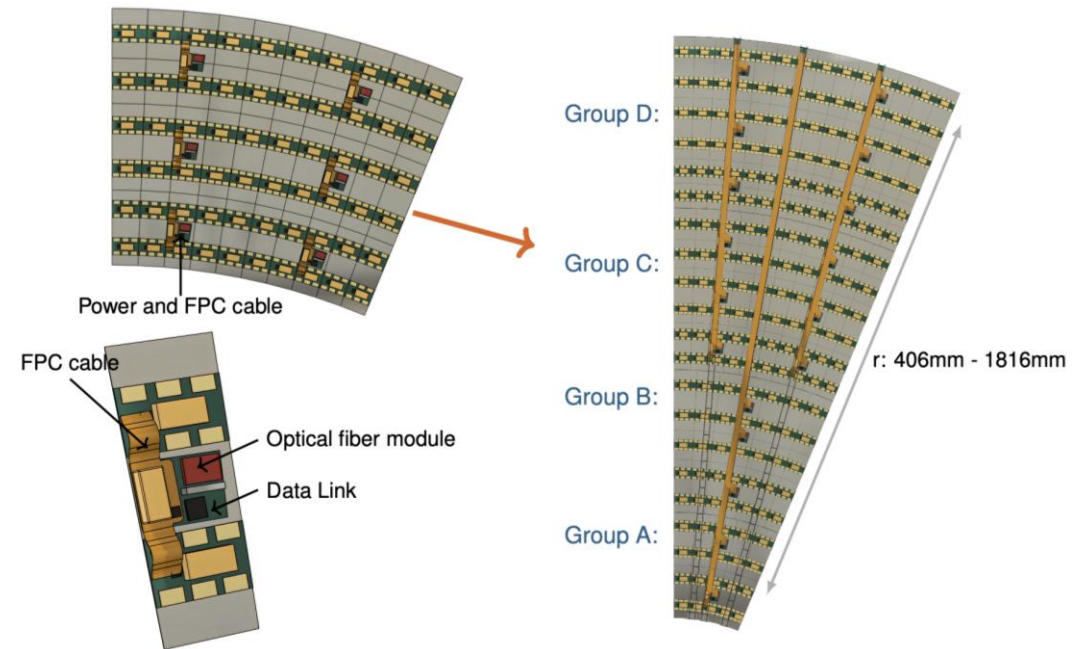 Power and FPC cable
FPC cable
Optical fiber module
Data Link
Group D:
Group C:
Group B:
Group A:
r: 406mm - 1816mm